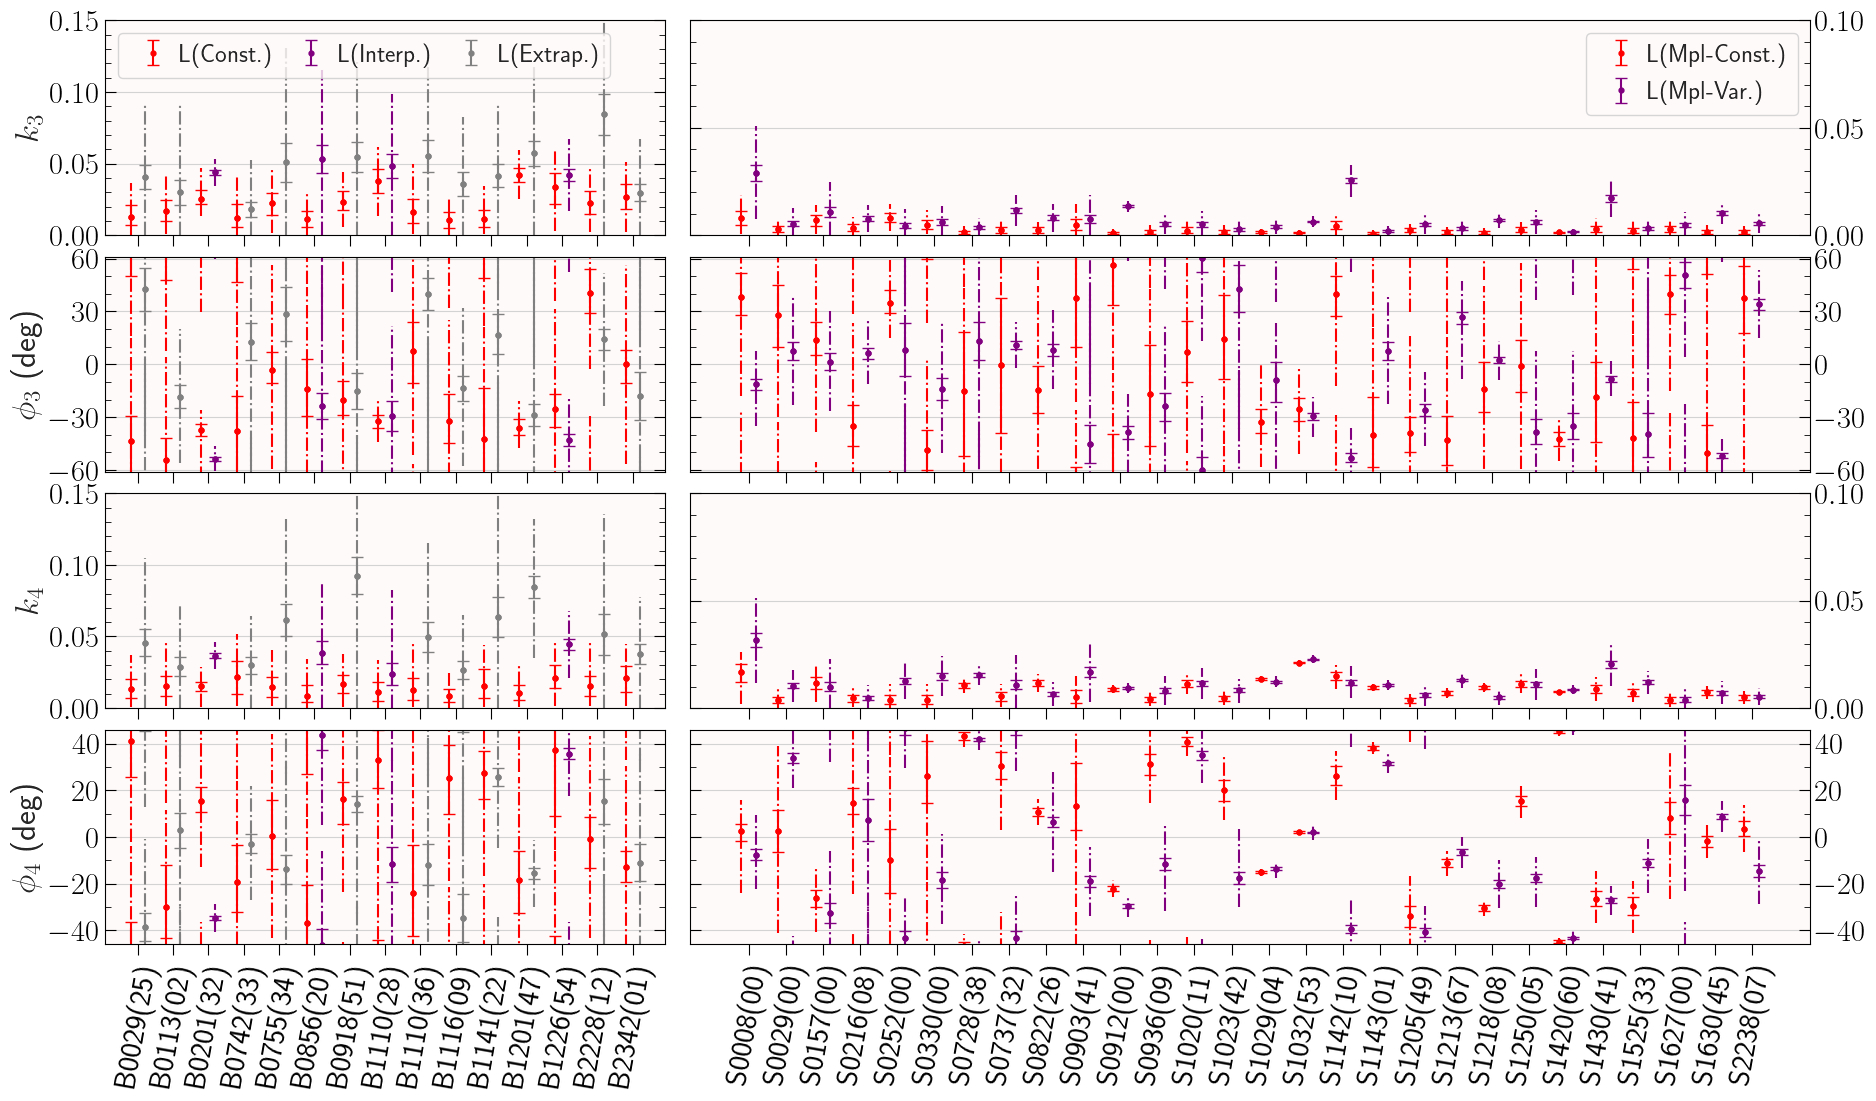 0.15
0.10
0.05
0.00
k3
L(Const.)
L(Interp.)
L(Extrap.)
L(Mpl-Const.)
L(Mpl-Var.)
0.10
0.05
0.00
60
30
0
−30
−60
ϕ3 (deg)
60
30
0
−30
−60
0.15
0.10
0.05
0.00
k4
0.10
0.05
0.00
40
20
0
−20
−40
ϕ4 (deg)
40
20
0
−20
−40
B0029(25)
B0113(02)
B0201(32)
B0742(33)
B0755(34)
B0856(20)
B0918(51)
B1110(28)
B1110(36)
B1116(09)
B1141(22)
B1201(47)
B1226(54)
B2228(12)
B2342(01)
S0008(00)
S0029(00)
S0157(00)
S0216(08)
S0252(00)
S0330(00)
S0728(38)
S0737(32)
S0822(26)
S0903(41)
S0912(00)
S0936(09)
S1020(11)
S1023(42)
S1029(04)
S1032(53)
S1142(10)
S1143(01)
S1205(49)
S1213(67)
S1218(08)
S1250(05)
S1420(60)
S1430(41)
S1525(33)
S1627(00)
S1630(45)
S2238(07)